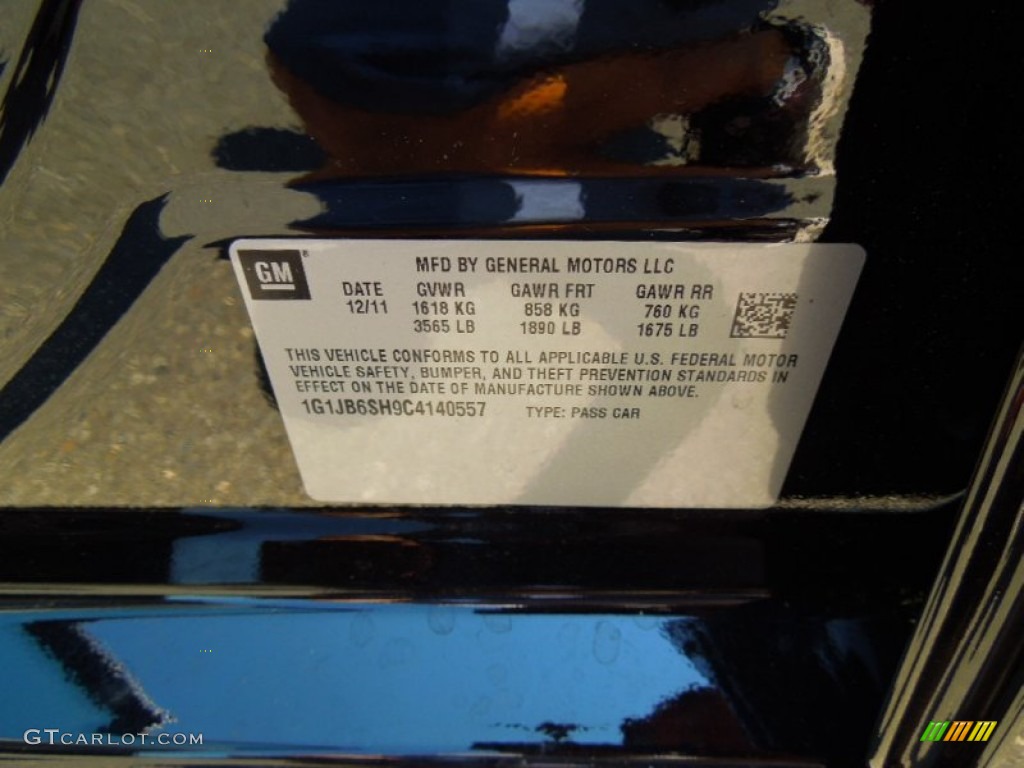 GM
MFD BY GENERAL MOTORS LLC
DATE GVWR GAWR FRT GAWR RR
12/11 1618 KG 858 KG 760 KG
3565 LB 1890 LB 1675 LB
THIS VEHICLE CONFORMS TO ALL APPLICABLE U.S. FEDERAL MOTOR
VEHICLE SAFETY, BUMPER, AND THEFT PREVENTION STANDARDS IN
EFFECT ON THE DATE OF MANUFACTURE SHOWN ABOVE.
1G1JB6SH9C4140557 TYPE: PASS CAR
GTCARLOT.COM